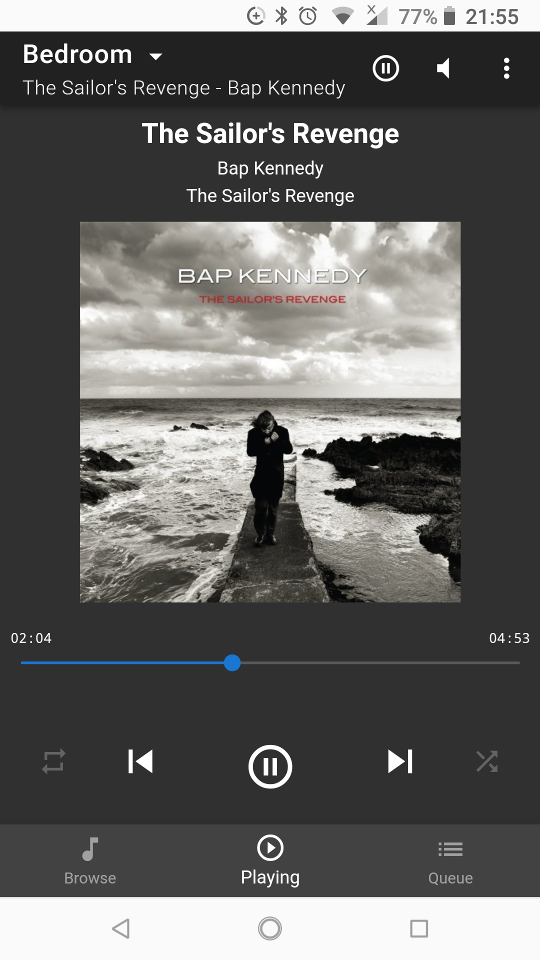 77% 21:55
Bedroom
The Sailor's Revenge - Bap Kennedy
The Sailor's Revenge
Bap Kennedy
The Sailor's Revenge
BAP KENNEDY
THE SAILOR'S REVENGE
02:04 04:53
Browse Playing Queue